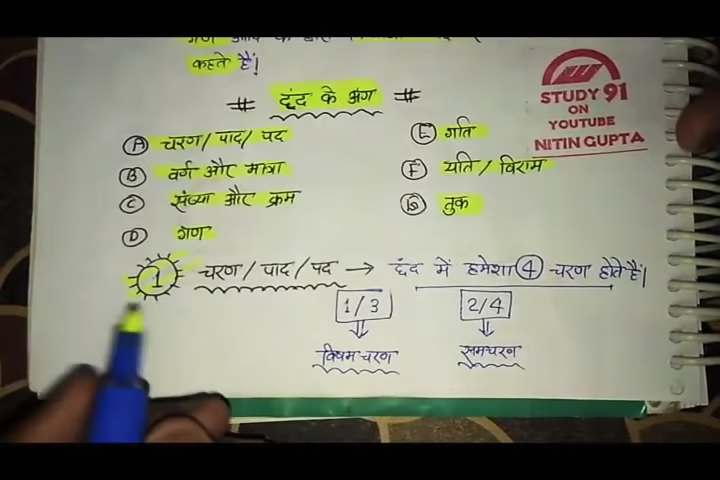 कहते हैं।
# छंद के अंग #
A चरण/पाद/पद
B वर्ण और मात्रा
C संख्या और क्रम
D गण
E गति
F यति/विराम
G तुक
STUDY 91
ON
YOUTUBE
NITIN GUPTA
1 चरण/पाद/पद → छंद में हमेशा 4 चरण होते हैं।
1/3 2/4
विषम चरण समचरण